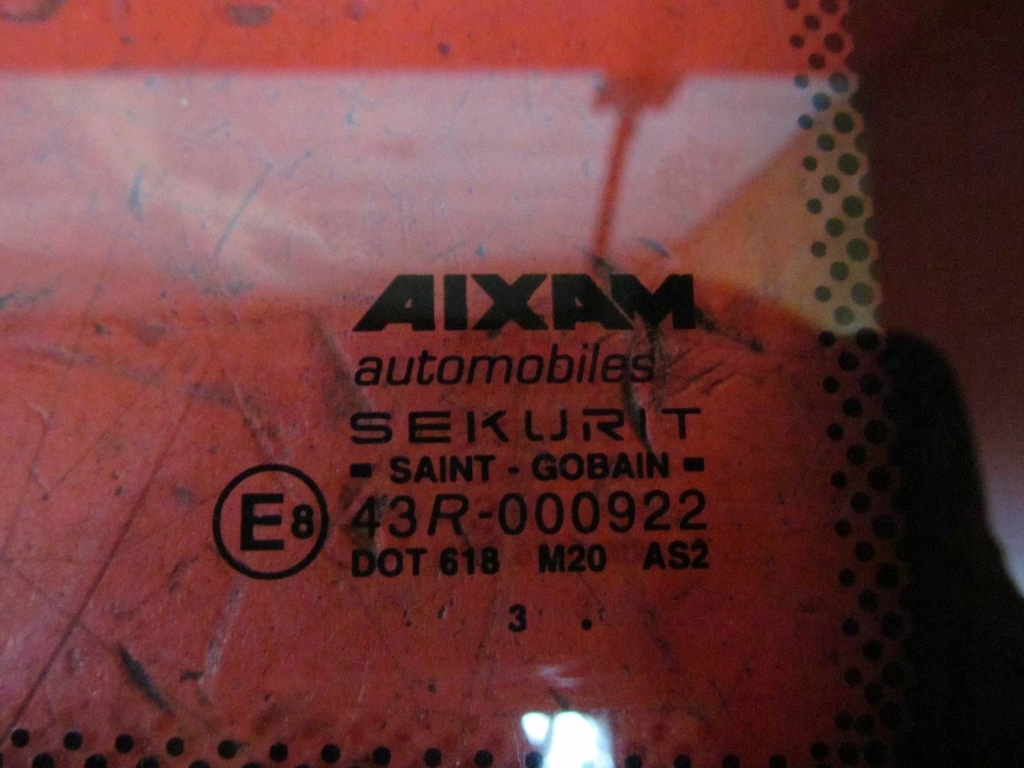 AIXAM
automobiles
SEKURIT
- SAINT - GOBAIN -
E8 43R-000922
DOT 618 M20 AS2
3 .